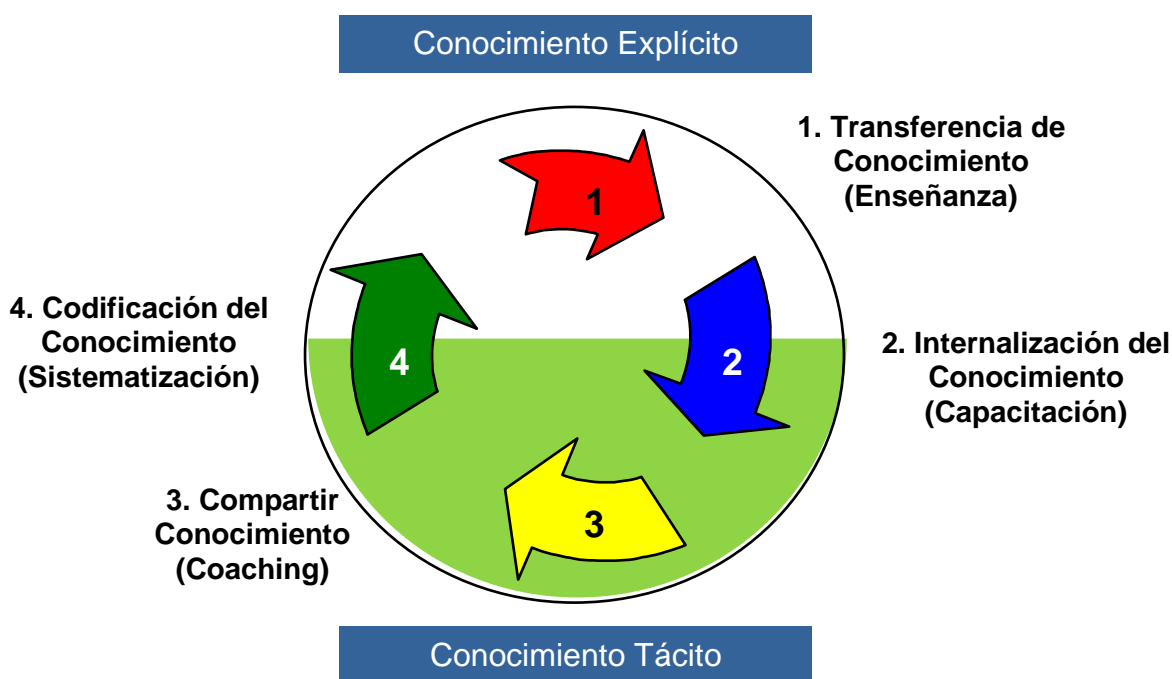 Conocimiento Explícito
1. Transferencia de
Conocimiento
(Enseñanza)
1
2
2. Internalización del
Conocimiento
(Capacitación)
3
3. Compartir
Conocimiento
(Coaching)
4
4. Codificación del
Conocimiento
(Sistematización)
Conocimiento Tácito